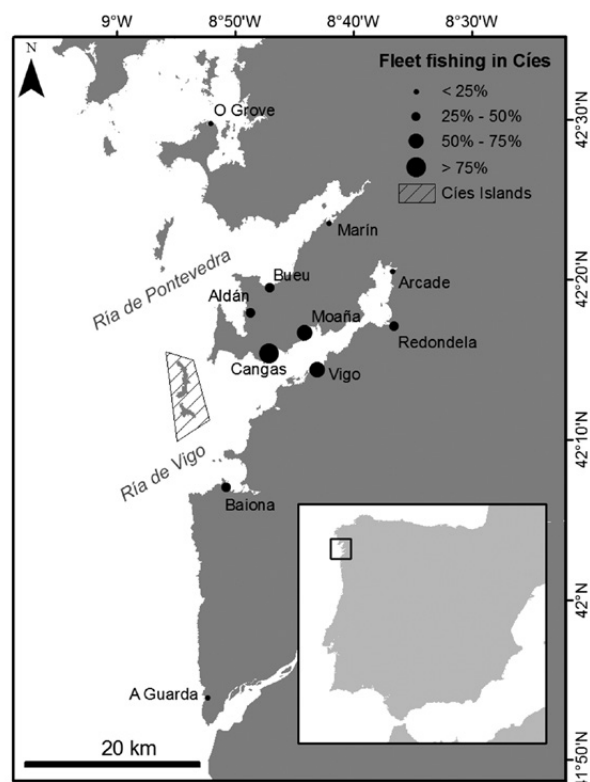 9°0'W
8°50'W
8°40'W
8°30'W
N
Fleet fishing in Cíes
< 25%
25% - 50%
50% - 75%
> 75%
Cíes Islands
O Grove
42°30'N
Marín
Ría de Pontevedra
Bueu
Arcade
42°20'N
Aldán
Moaña
Redondela
Cangas
Vigo
42°10'N
Ría de Vigo
Baiona
42°N
A Guarda
20 km
41°50'N